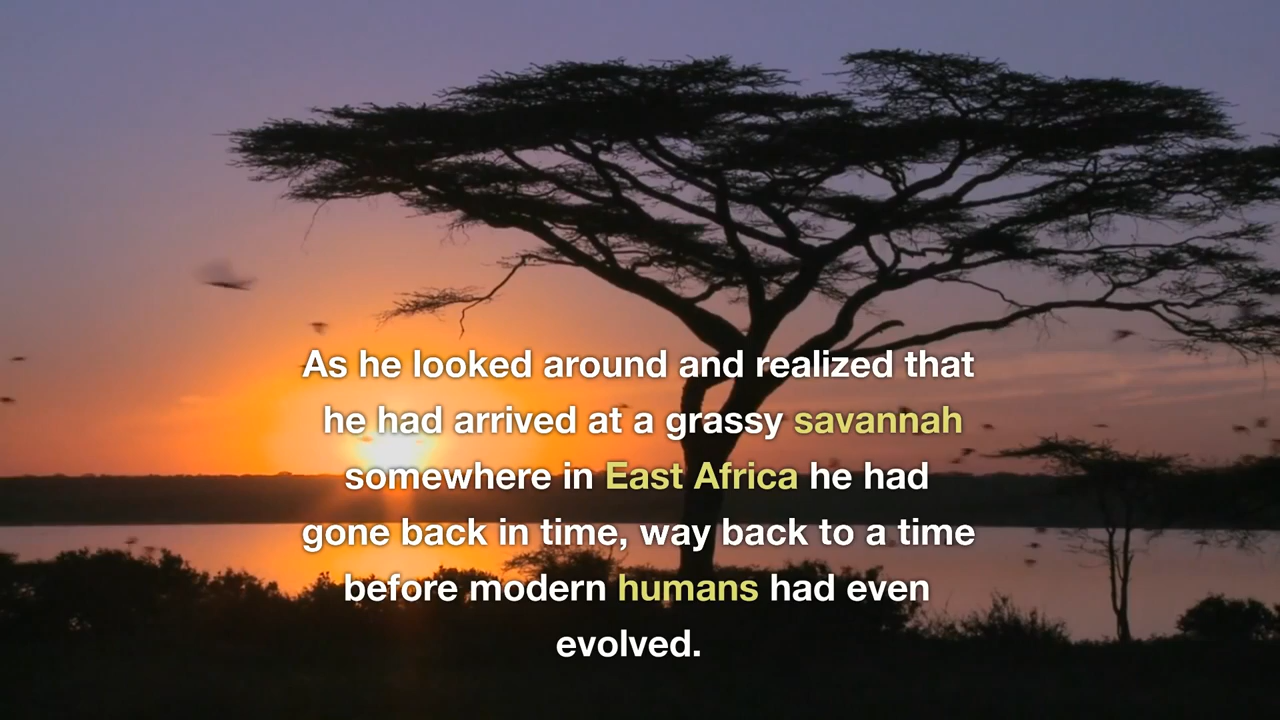 As he looked around and realized that
he had arrived at a grassy savannah
somewhere in East Africa he had
gone back in time, way back to a time
before modern humans had even
evolved.